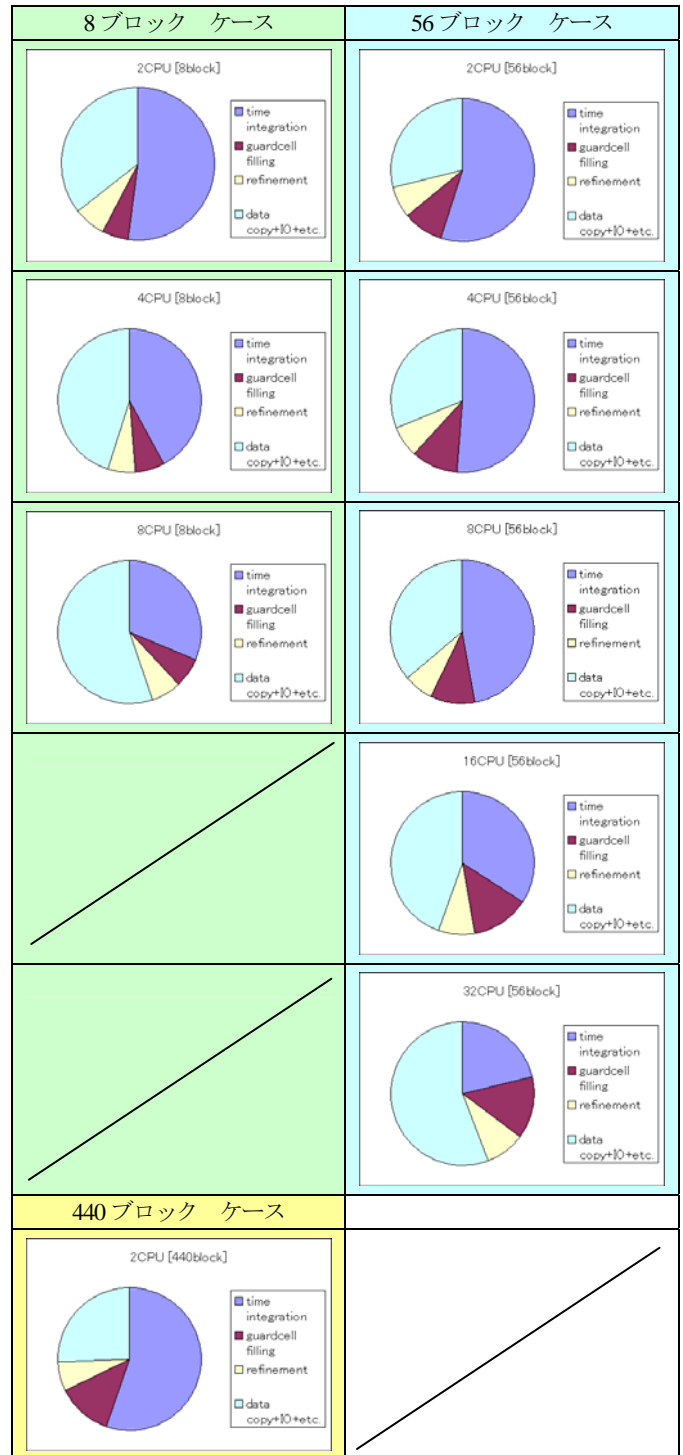 8ブロック　ケース
56ブロック　ケース
2CPU [8block]
time
integration
guardcell
filling
refinement
data
copy+IO+etc.
2CPU [56block]
time
integration
guardcell
filling
refinement
data
copy+IO+etc.
4CPU [8block]
time
integration
guardcell
filling
refinement
data
copy+IO+etc.
4CPU [56block]
time
integration
guardcell
filling
refinement
data
copy+IO+etc.
8CPU [8block]
time
integration
guardcell
filling
refinement
data
copy+IO+etc.
8CPU [56block]
time
integration
guardcell
filling
refinement
data
copy+IO+etc.
16CPU [56block]
time
integration
guardcell
filling
refinement
data
copy+IO+etc.
32CPU [56block]
time
integration
guardcell
filling
refinement
data
copy+IO+etc.
440ブロック　ケース
2CPU [440block]
time
integration
guardcell
filling
refinement
data
copy+IO+etc.